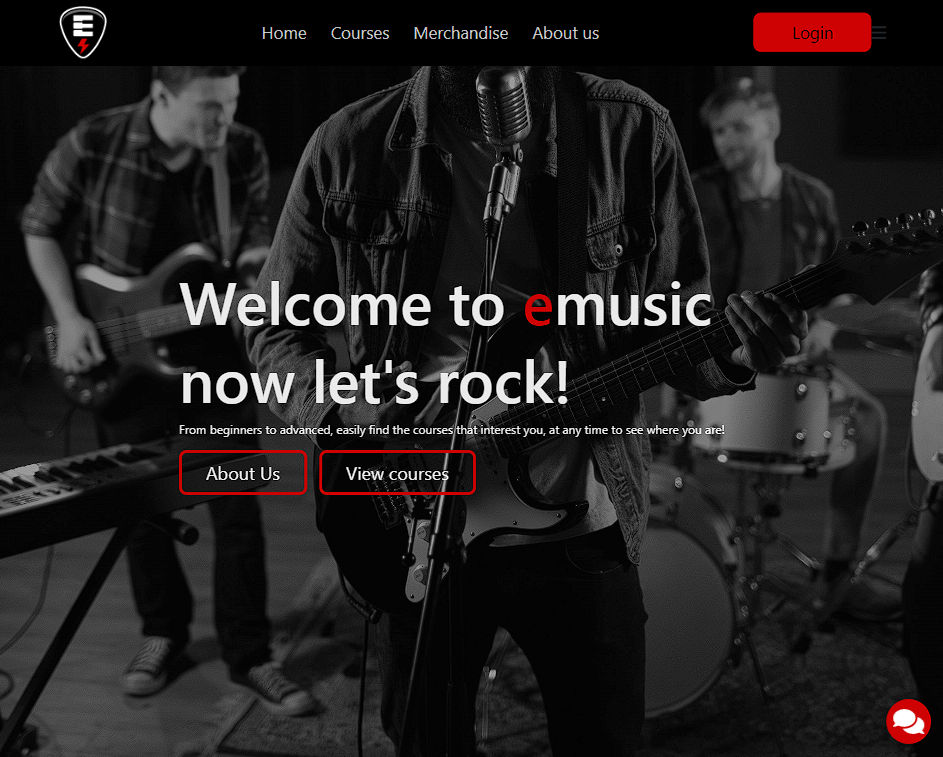 E
Home Courses Merchandise About us Login
Welcome to emusic
now let's rock!
From beginners to advanced, easily find the courses that interest you, at any time to see where you are!
About Us View courses